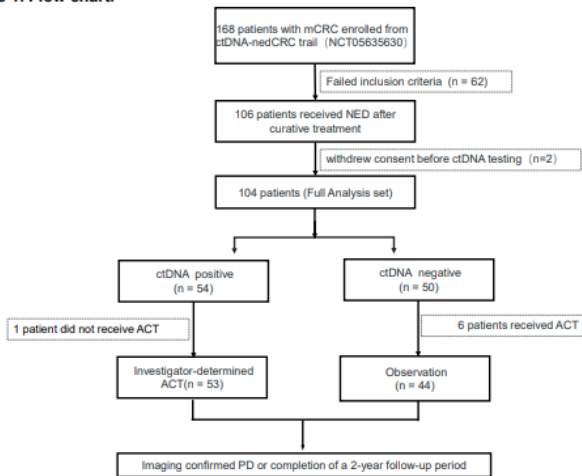 168 patients with mCRC enrolled from
ctDNA-nedCRC trail (NCT05635630)
Failed inclusion criteria (n = 62)
106 patients received NED after
curative treatment
withdrew consent before ctDNA testing (n=2)
104 patients (Full Analysis set)
ctDNA positive
(n = 54)
ctDNA negative
(n = 50)
1 patient did not receive ACT
6 patients received ACT
Investigator-determined
ACT(n = 53)
Observation
(n = 44)
Imaging confirmed PD or completion of a 2-year follow-up period